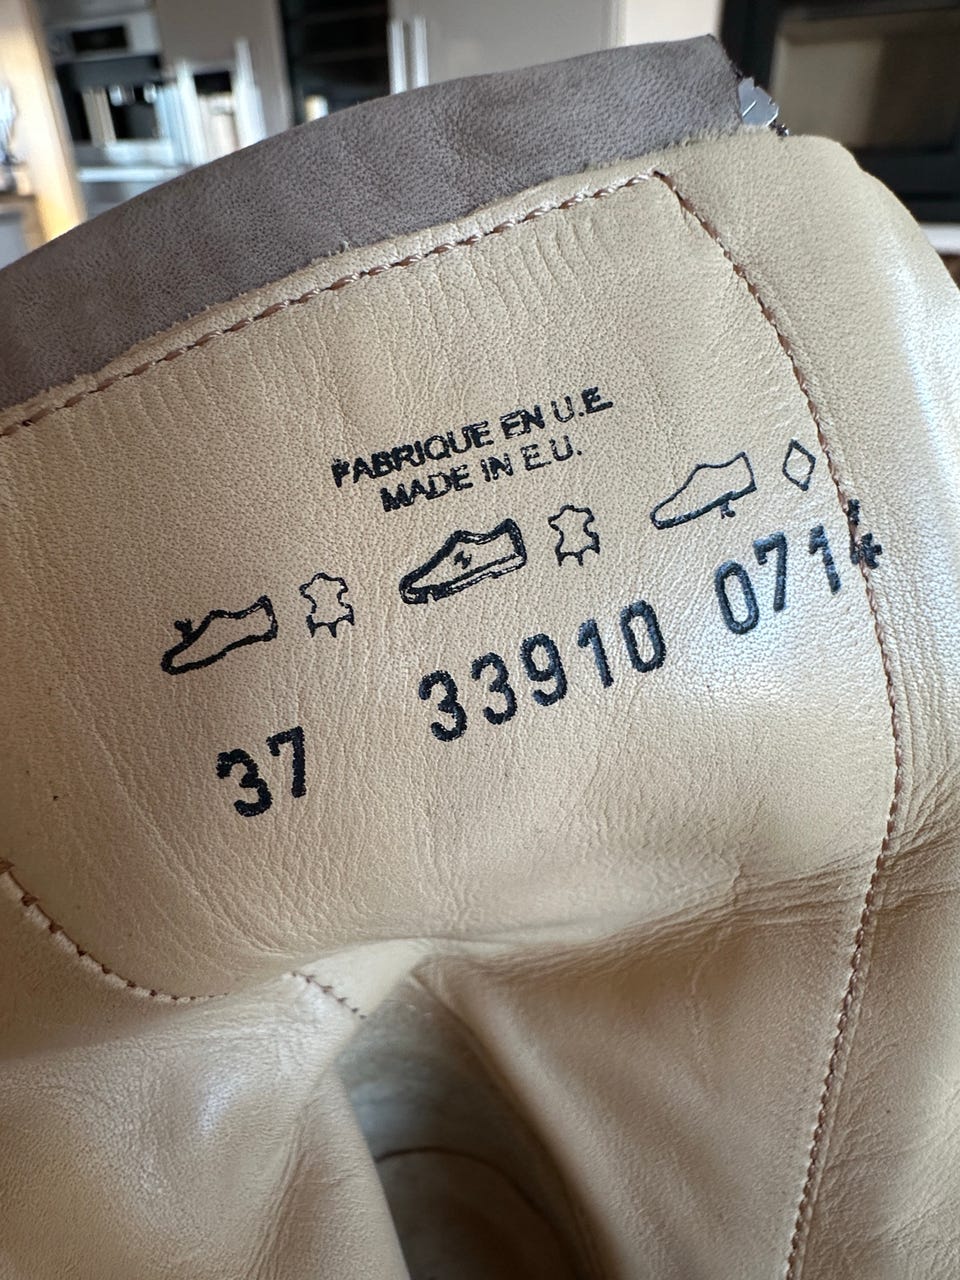 FABRIQUE EN U.E.
MADE IN E.U.
37 33910 0714